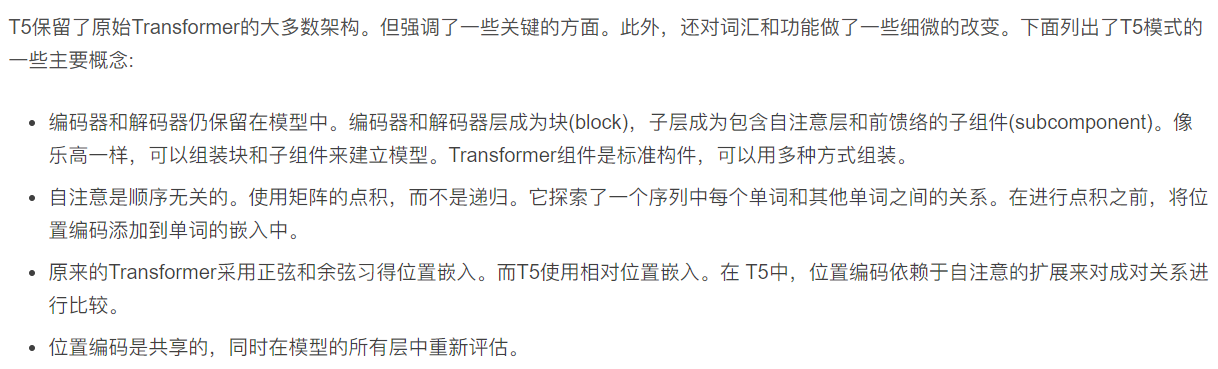 T5保留了原始Transformer的大多数架构。但强调了一些关键的方面。此外，还对词汇和功能做了一些细微的改变。下面列出了T5模式的
一些主要概念:
• 编码器和解码器仍保留在模型中。编码器和解码器层成为块(block)，子层成为包含自注意层和前馈络的子组件(subcomponent)。像
乐高一样，可以组装块和子组件来建立模型。Transformer组件是标准构件，可以用多种方式组装。
• 自注意是顺序无关的。使用矩阵的点积，而不是递归。它探索了一个序列中每个单词和其他单词之间的关系。在进行点积之前，将位
置编码添加到单词的嵌入中。
• 原来的Transformer采用正弦和余弦习得位置嵌入。而T5使用相对位置嵌入。在 T5中，位置编码依赖于自注意的扩展来对成对关系进
行比较。
• 位置编码是共享的，同时在模型的所有层中重新评估。